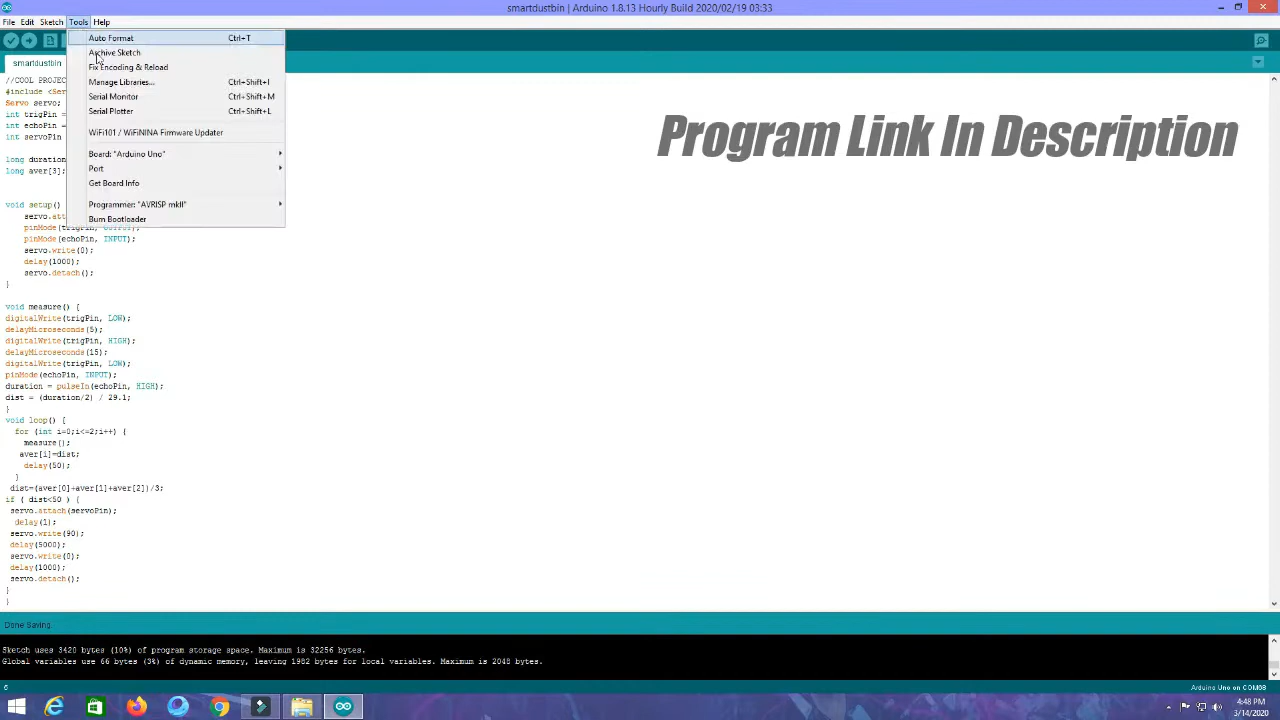 smartdustbin | Arduino 1.8.13 Hourly Build 2020/02/19 03:33
File Edit Sketch Tools Help
Auto Format Ctrl+T
Archive Sketch
Fix Encoding & Reload
Manage Libraries... Ctrl+Shift+I
Serial Monitor Ctrl+Shift+M
Serial Plotter Ctrl+Shift+L
WiFi101 / WiFiNINA Firmware Updater
Board: "Arduino Uno"
Port
Get Board Info
Programmer: "AVRISP mkII"
Burn Bootloader
smartdustbin
Program Link In Description
//COOL PROJE
#include <Ser
Servo servo;
int trigPin =
int echoPin =
int servoPin
long duration
long aver[3];
void setup()
servo.att
pinMode(trigPin, OUTPUT);
pinMode(echoPin, INPUT);
servo.write(0);
delay(1000);
servo.detach();
}
void measure() {
digitalWrite(trigPin, LOW);
delayMicroseconds(5);
digitalWrite(trigPin, HIGH);
delayMicroseconds(15);
digitalWrite(trigPin, LOW);
pinMode(echoPin, INPUT);
duration = pulseIn(echoPin, HIGH);
dist = (duration/2) / 29.1;
}
void loop() {
for (int i=0;i<=2;i++) {
measure();
aver[i]=dist;
delay(50);
}
dist=(aver[0]+aver[1]+aver[2])/3;
if ( dist<50 ) {
servo.attach(servoPin);
delay(1);
servo.write(90);
delay(5000);
servo.write(0);
delay(1000);
servo.detach();
}
}
Done Saving.
Sketch uses 3420 bytes (10%) of program storage space. Maximum is 32256 bytes.
Global variables use 66 bytes (3%) of dynamic memory, leaving 1982 bytes for local variables. Maximum is 2048 bytes.
6
Arduino Uno on COM38
4:48 PM
3/14/2020